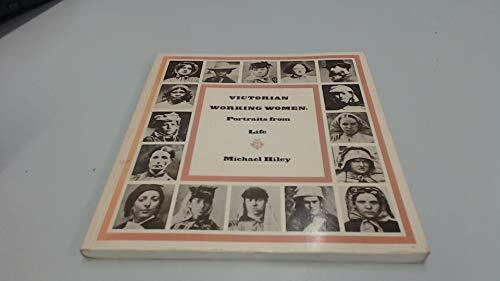 VICTORIAN
WORKING WOMEN:
Portraits from
Life
Michael Hiley